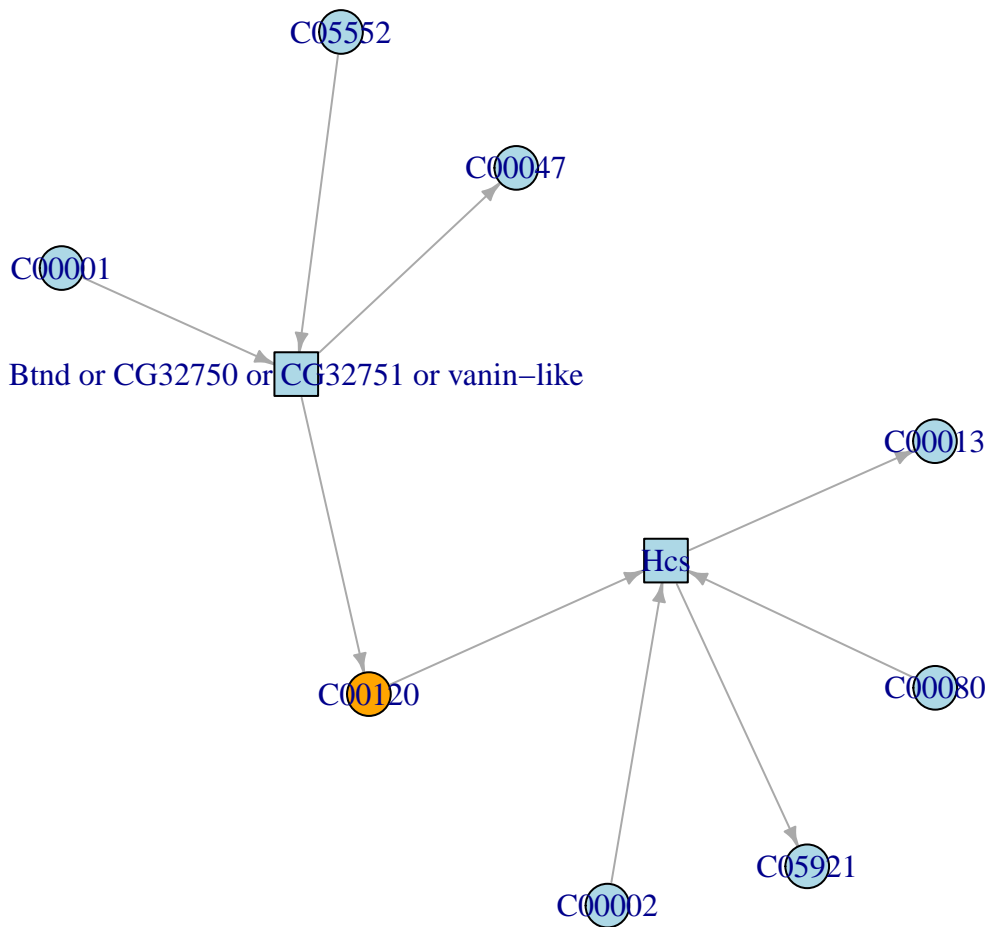 C05552
C00047
C00001
Btnd or CG32750 or CG32751 or vanin−like
C00013
Hcs
C00120
C00080
C05921
C00002